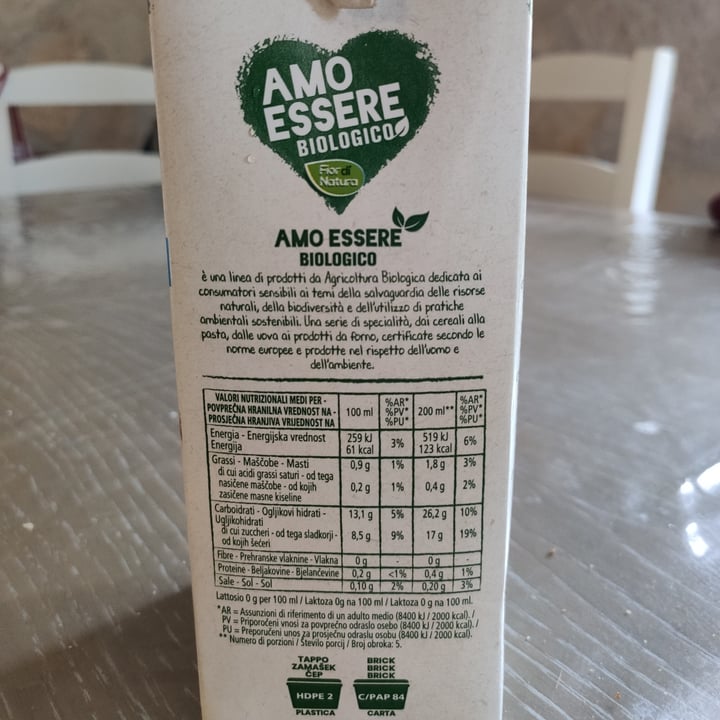 AMO
ESSERE
BIOLOGICO
Fior di
Natura
AMO ESSERE
BIOLOGICO
è una linea di prodotti da Agricoltura Biologica dedicata ai
consumatori sensibili ai temi della salvaguardia delle risorse
naturali, della biodiversità e dell'utilizzo di pratiche
ambientali sostenibili. Una serie di specialità, dai cereali alla
pasta, dalle uova ai prodotti da forno, certificate secondo le
norme europee e prodotte nel rispetto dell'uomo e
dell'ambiente.
VALORI NUTRIZIONALI MEDI PER -
POVPREČNA HRANILNA VREDNOST NA -
PROSJEČNA HRANJIVA VRIJEDNOST NA
100 ml
%AR*
%PV*
%PU*
200 ml**
%AR*
%PV*
%PU*
Energia - Energijska vrednost
Energija
259 kJ
61 kcal
3%
519 kJ
123 kcal
6%
Grassi - Maščobe - Masti
0,9 g
1%
1,8 g
3%
di cui acidi grassi saturi - od tega
nasičene maščobe - od kojih
zasičene masne kiseline
0,2 g
1%
0,4 g
2%
Carboidrati - Ogljikovi hidrati -
Ugljikohidrati
13,1 g
5%
26,2 g
10%
di cui zuccheri - od tega sladkorji -
od kojih šećeri
8,5 g
9%
17 g
19%
Fibre - Prehranske vlaknine - Vlakna
0 g
-
0 g
-
Proteine - Beljakovine - Bjelančevine
0,2 g
<1%
0,4 g
1%
Sale - Sol - Sol
0,10 g
2%
0,20 g
3%
Lattosio 0 g per 100 ml / Laktoza 0g na 100 ml / Laktoza 0 g na 100 ml.
*AR = Assunzioni di riferimento di un adulto medio (8400 kJ / 2000 kcal). /
PV = Priporočeni vnosi za povprečno odraslo osebo (8400 kJ / 2000 kcal). /
PU = Preporučeni unos za prosječnu odraslu osobu (8400 kJ / 2000 kcal).
** Numero di porzioni / Število porcij / Broj obroka: 5.
TAPPO
ZAMAŠEK
ČEP
HDPE 2
PLASTICA
BRICK
BRICK
BRICK
C/PAP 84
CARTA